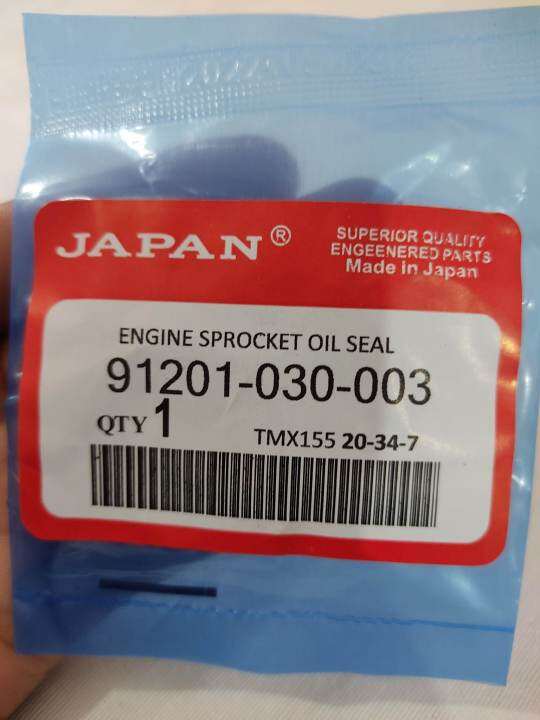 JAPAN®
SUPERIOR QUALITY
ENGEENERED PARTS
Made in Japan
ENGINE SPROCKET OIL SEAL
91201-030-003
QTY 1
TMX155 20-34-7